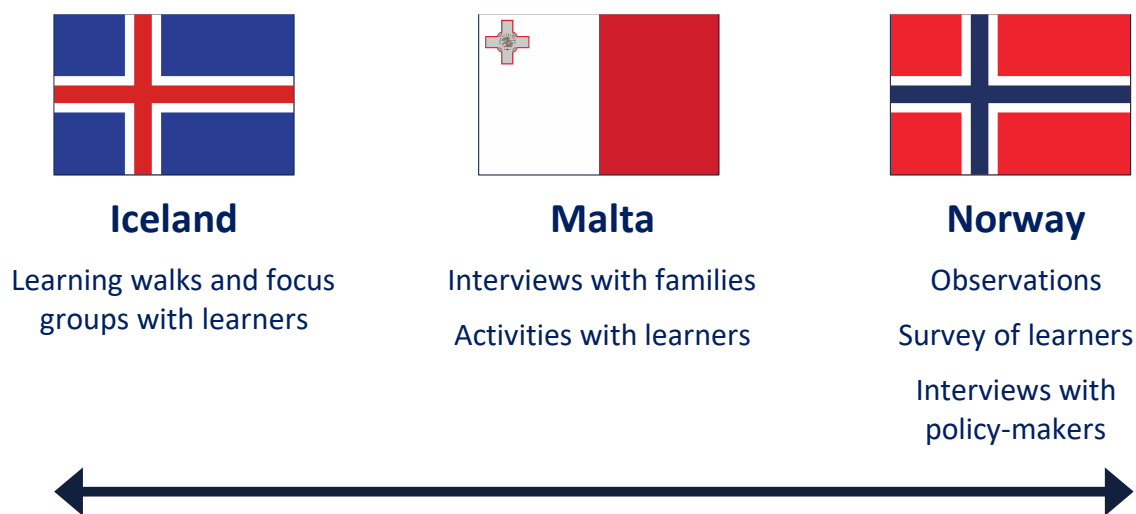 Iceland
Learning walks and focus
groups with learners
Malta
Interviews with families
Activities with learners
Norway
Observations
Survey of learners
Interviews with
policy-makers